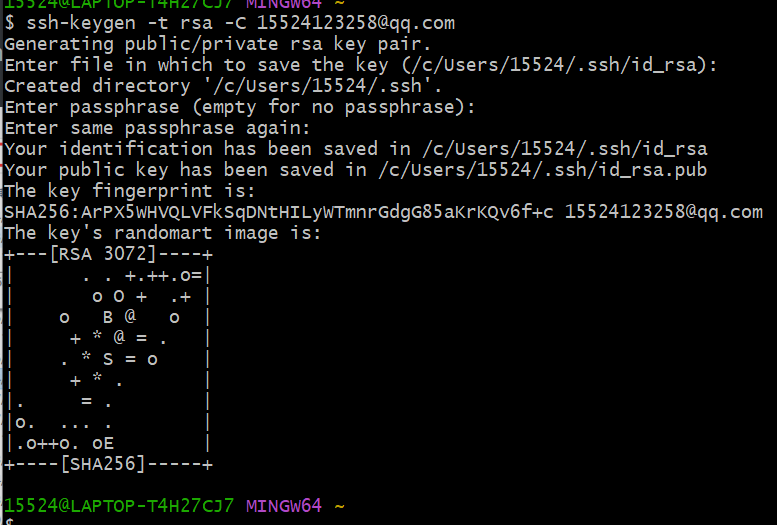 15524@LAPTOP-T4H27CJ7 MINGW64 ~
$ ssh-keygen -t rsa -C 15524123258@qq.com
Generating public/private rsa key pair.
Enter file in which to save the key (/c/Users/15524/.ssh/id_rsa):
Created directory '/c/Users/15524/.ssh'.
Enter passphrase (empty for no passphrase):
Enter same passphrase again:
Your identification has been saved in /c/Users/15524/.ssh/id_rsa
Your public key has been saved in /c/Users/15524/.ssh/id_rsa.pub
The key fingerprint is:
SHA256:ArPX5WHVQLVFkSqDNtHILyWTmnrGdgG85aKrKQv6f+c 15524123258@qq.com
The key's randomart image is:
+---[RSA 3072]----+
|      . . +.++.o=|
|       o O +  .+ |
|    o   B @   o  |
|     + * @ = .   |
|    . * S = o    |
|     + * .       |
|.     = .        |
|o.  ... .        |
|.o++o. oE        |
+----[SHA256]-----+
15524@LAPTOP-T4H27CJ7 MINGW64 ~
$